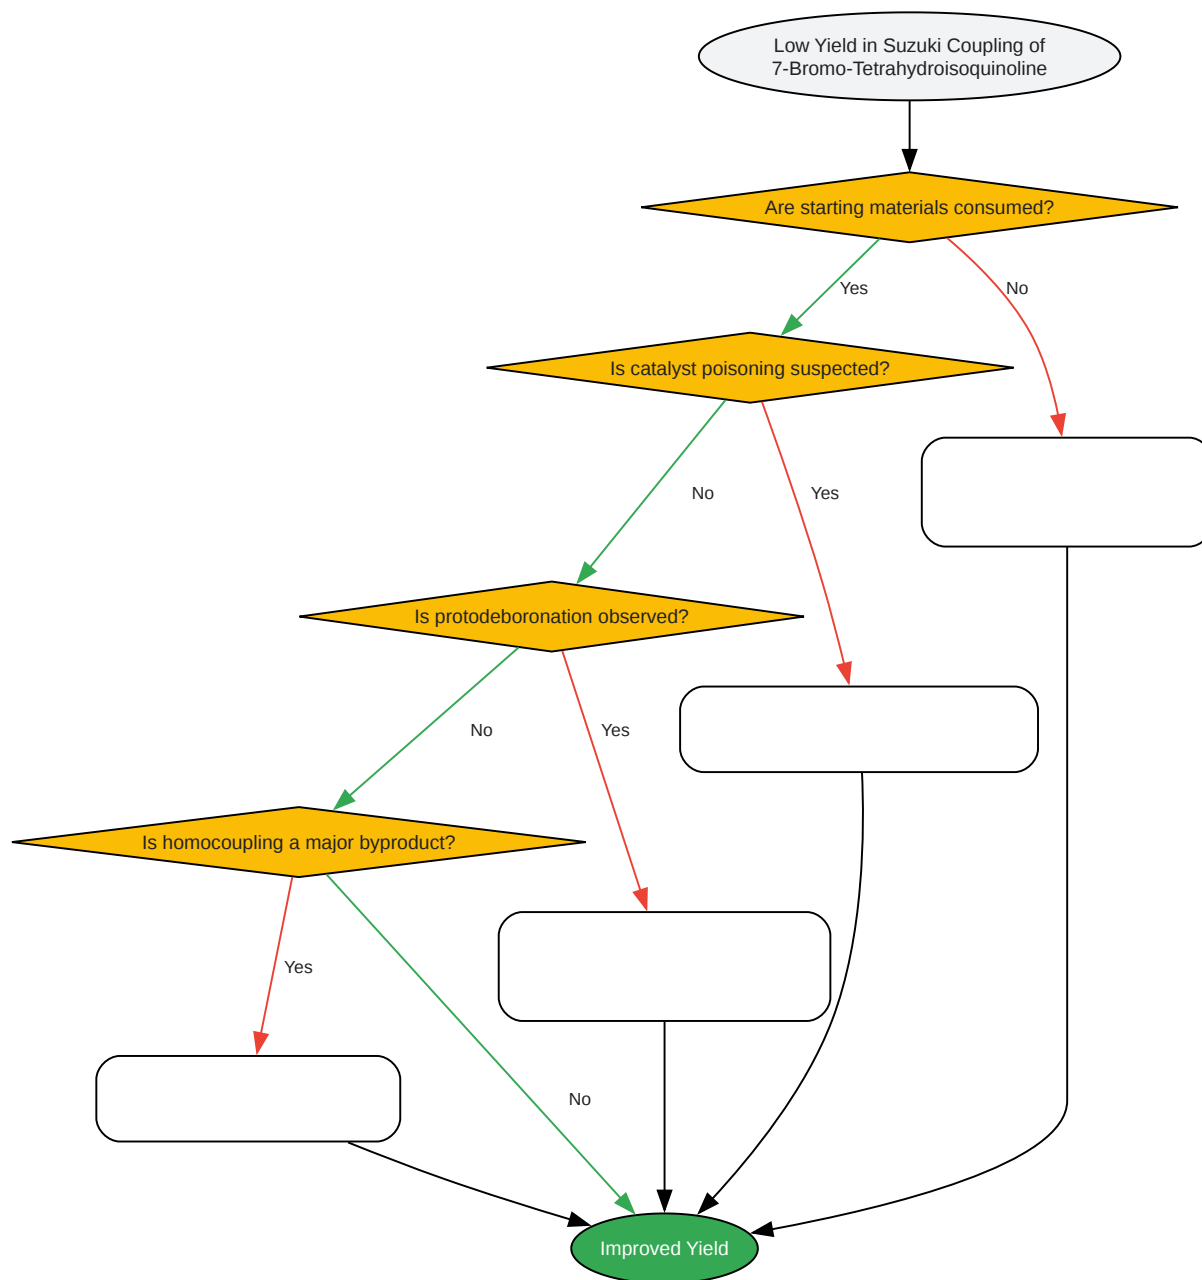 Low Yield in Suzuki Coupling of
7-Bromo-Tetrahydroisoquinoline
Are starting materials consumed?
Yes
No
Is catalyst poisoning suspected?
No
Yes
Is protodeboronation observed?
No
Yes
Is homocoupling a major byproduct?
Yes
No
Improved Yield